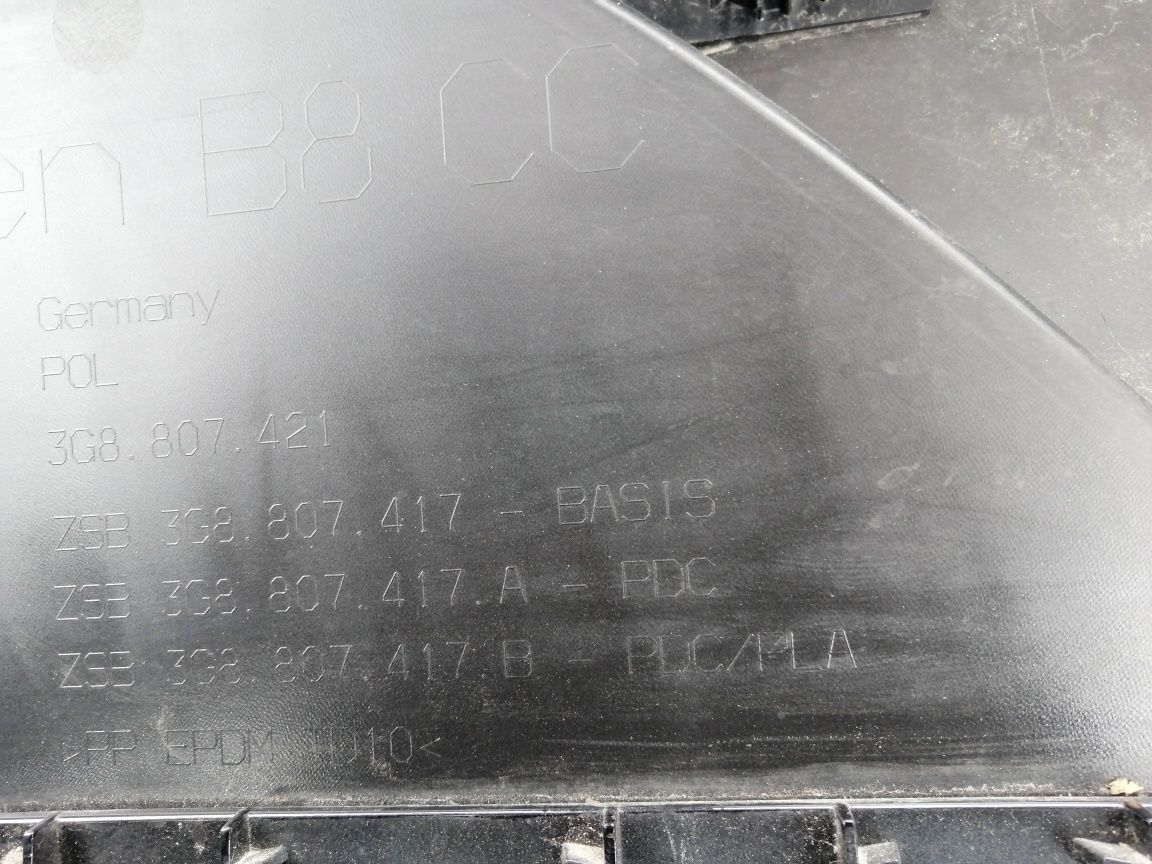 en B8 CC
Germany
POL
3G8.807.421
ZSB 3G8.807.417 - BASIS
ZSB 3G8.807.417.A - PDC
ZSB 3G8.807.417 B - PDC/PLA
>PP EPDM TD10<